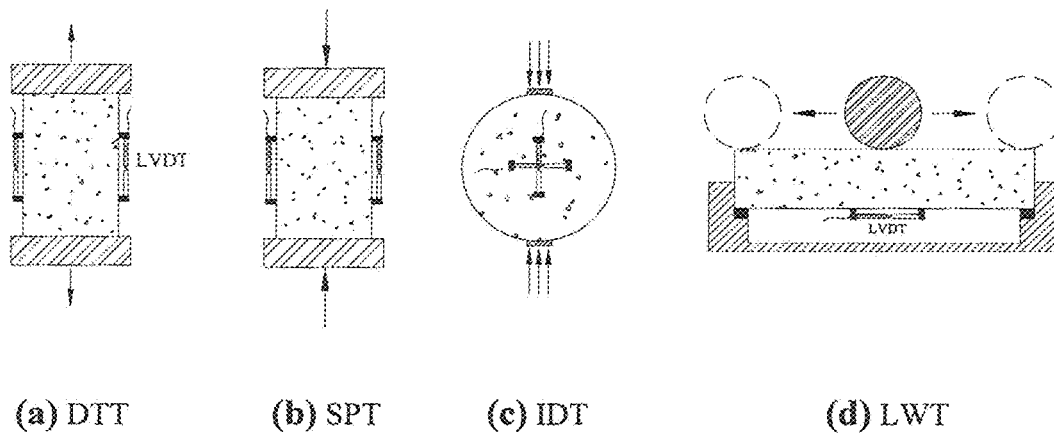 LVDT
LVDT
(a) DTT
(b) SPT
(c) IDT
(d) LWT